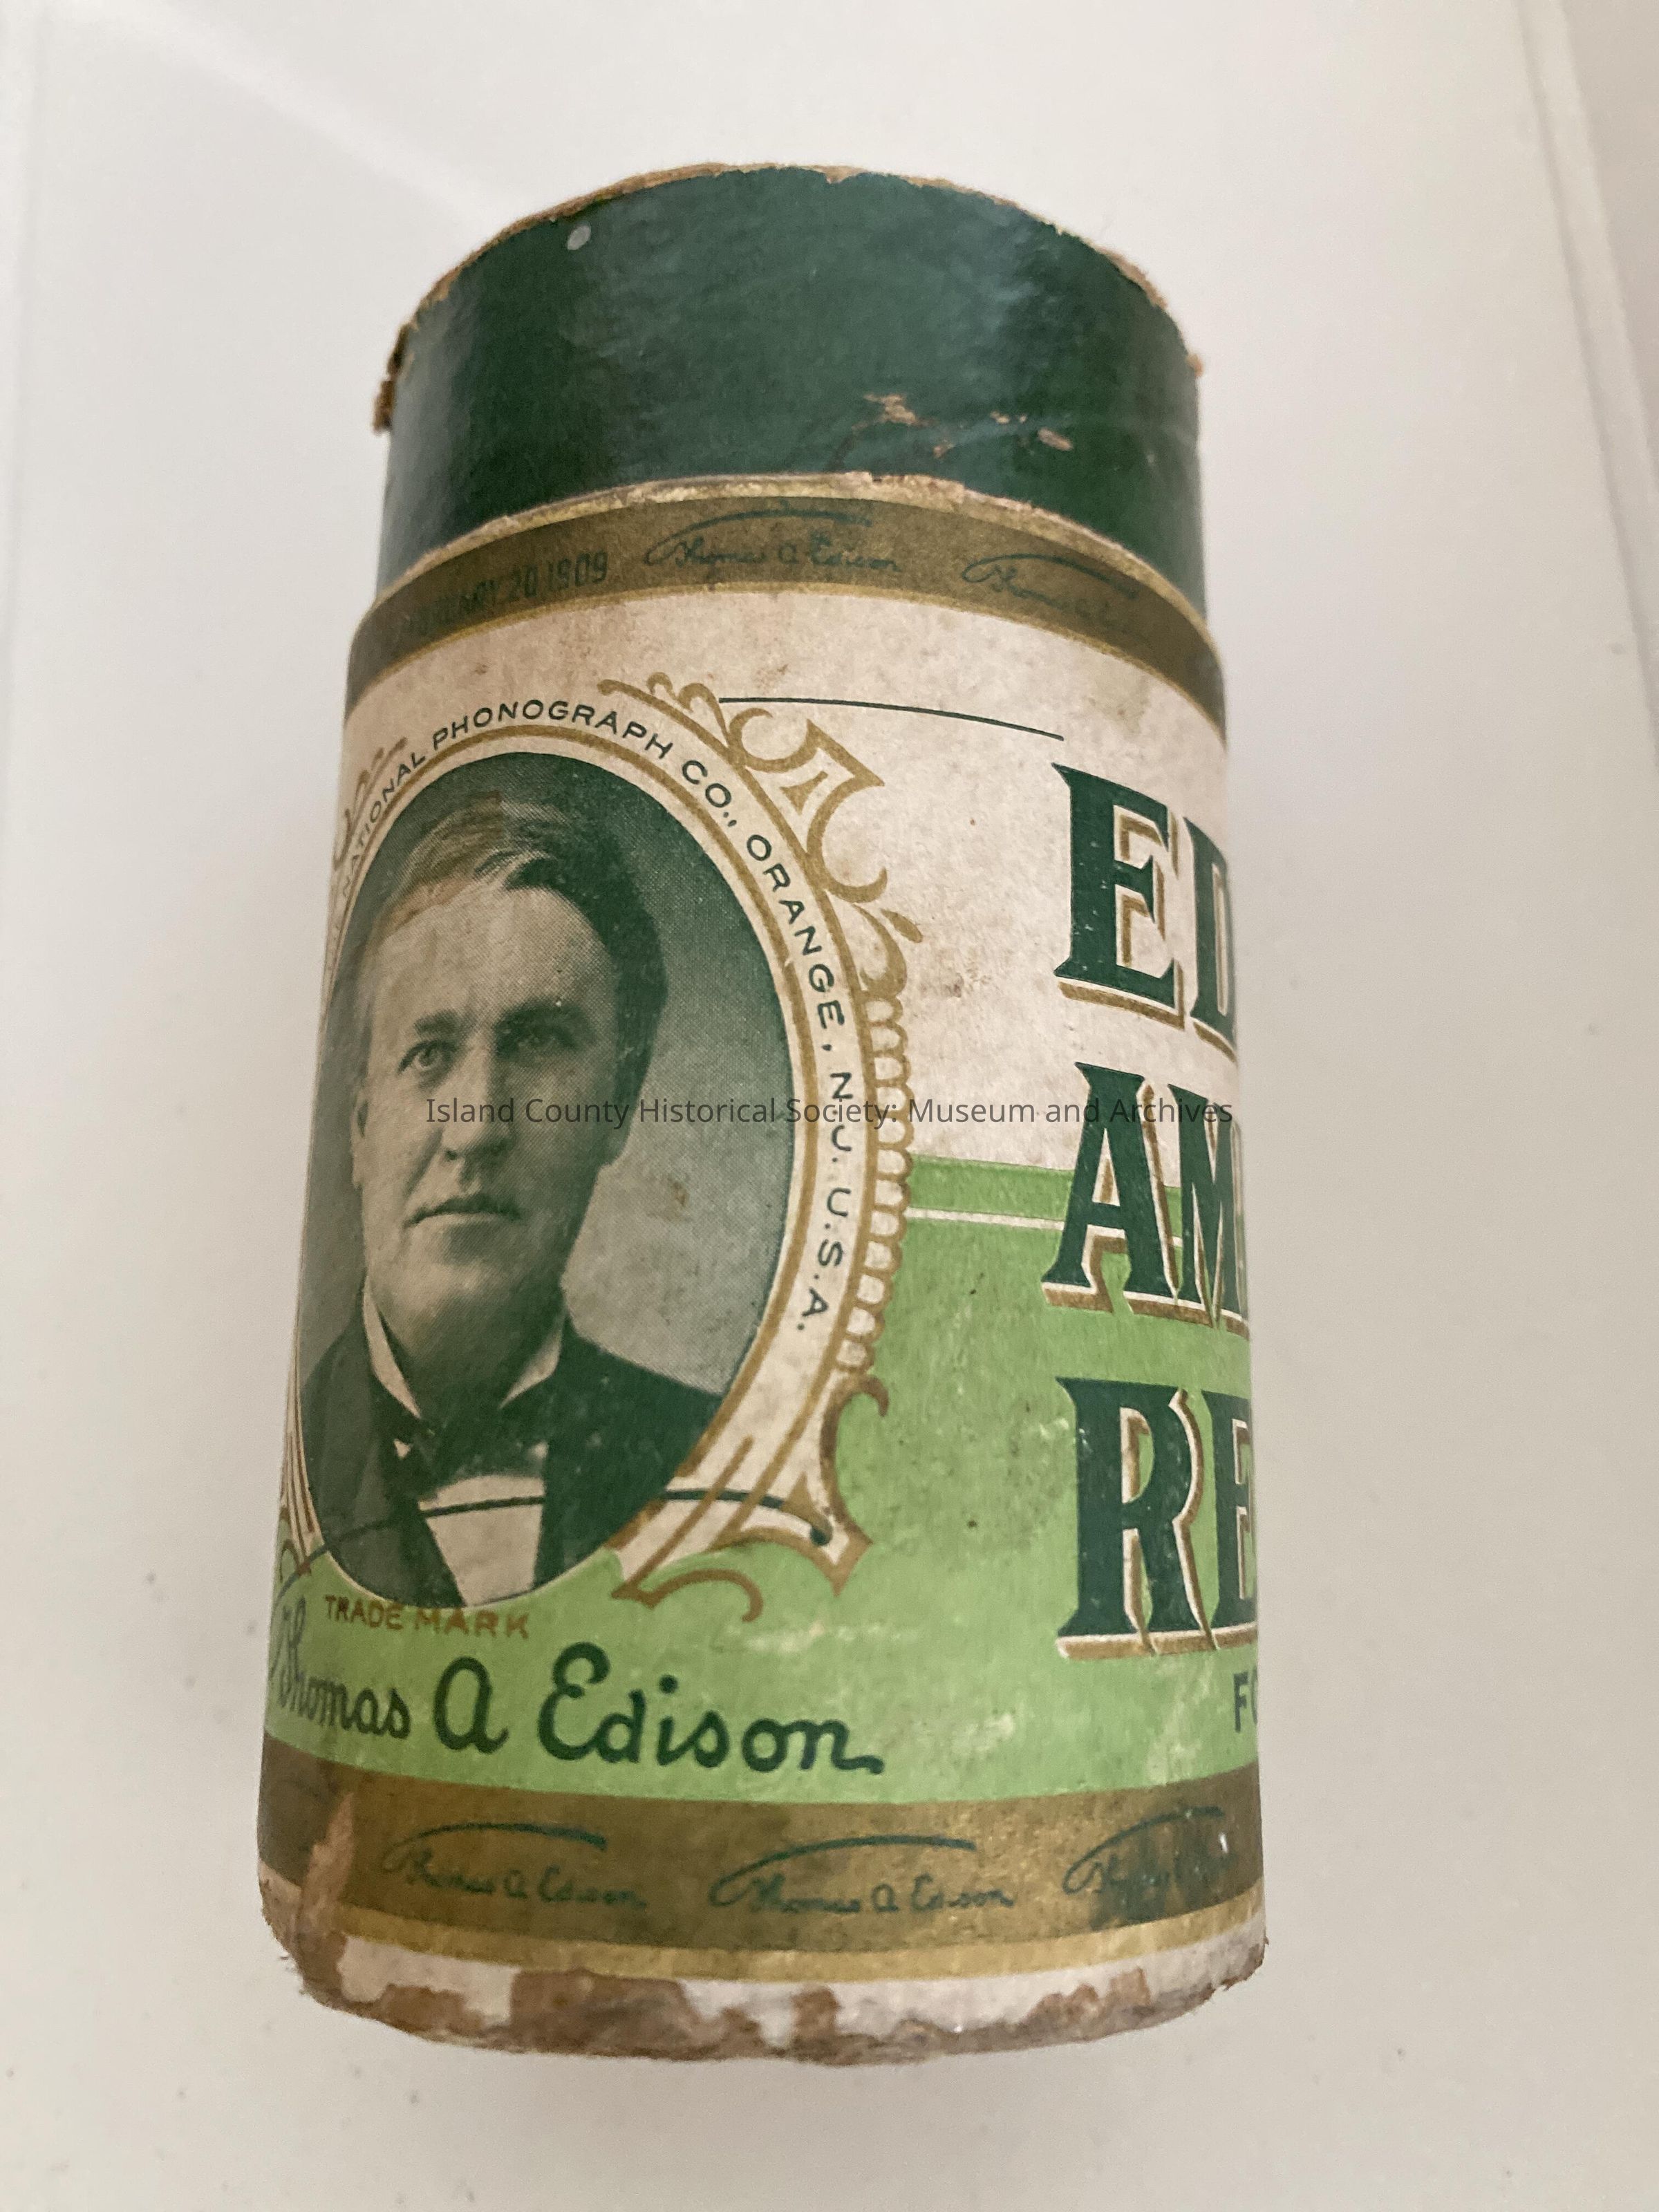 20 1909 Thomas A Edison Thomas
NATIONAL PHONOGRAPH CO., ORANGE, N.J. U.S.A.
ED
AM
RE
FO
TRADE MARK
Thomas A Edison
Thomas A Edison Thomas A Edison
Island County Historical Society: Museum and Archives